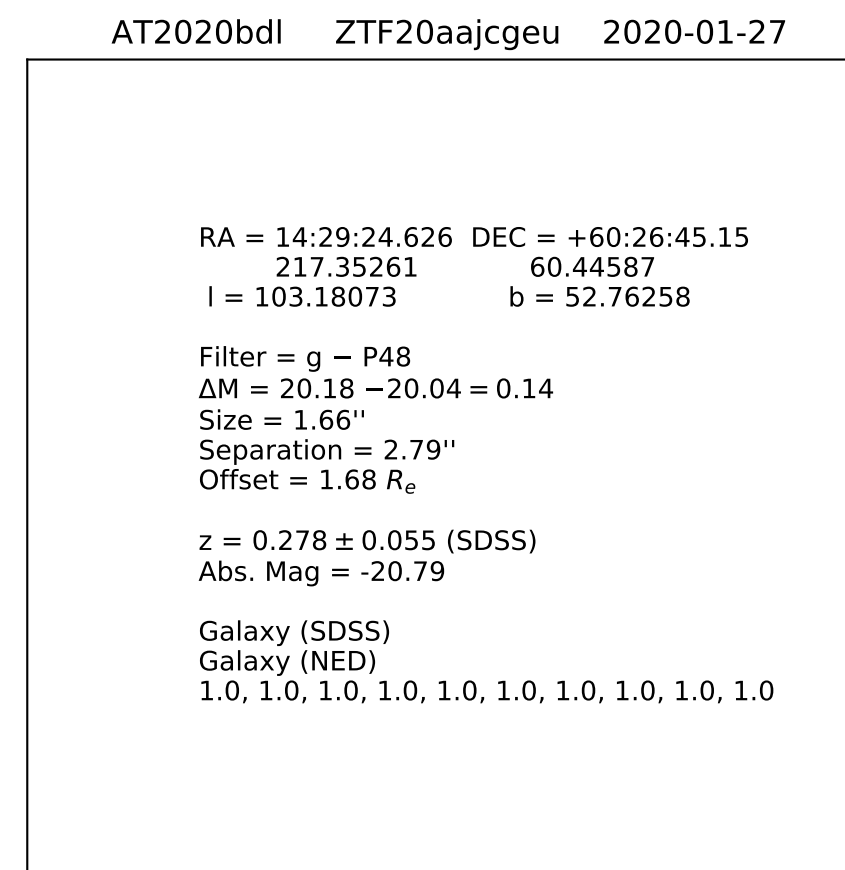 AT2020bdl ZTF20aajcgeu 2020-01-27
RA = 14:29:24.626 DEC = +60:26:45.15
217.35261 60.44587
l = 103.18073 b = 52.76258
Filter = g − P48
ΔM = 20.18 −20.04 = 0.14
Size = 1.66''
Separation = 2.79''
Offset = 1.68 Rₑ
z = 0.278 ± 0.055 (SDSS)
Abs. Mag = -20.79
Galaxy (SDSS)
Galaxy (NED)
1.0, 1.0, 1.0, 1.0, 1.0, 1.0, 1.0, 1.0, 1.0, 1.0